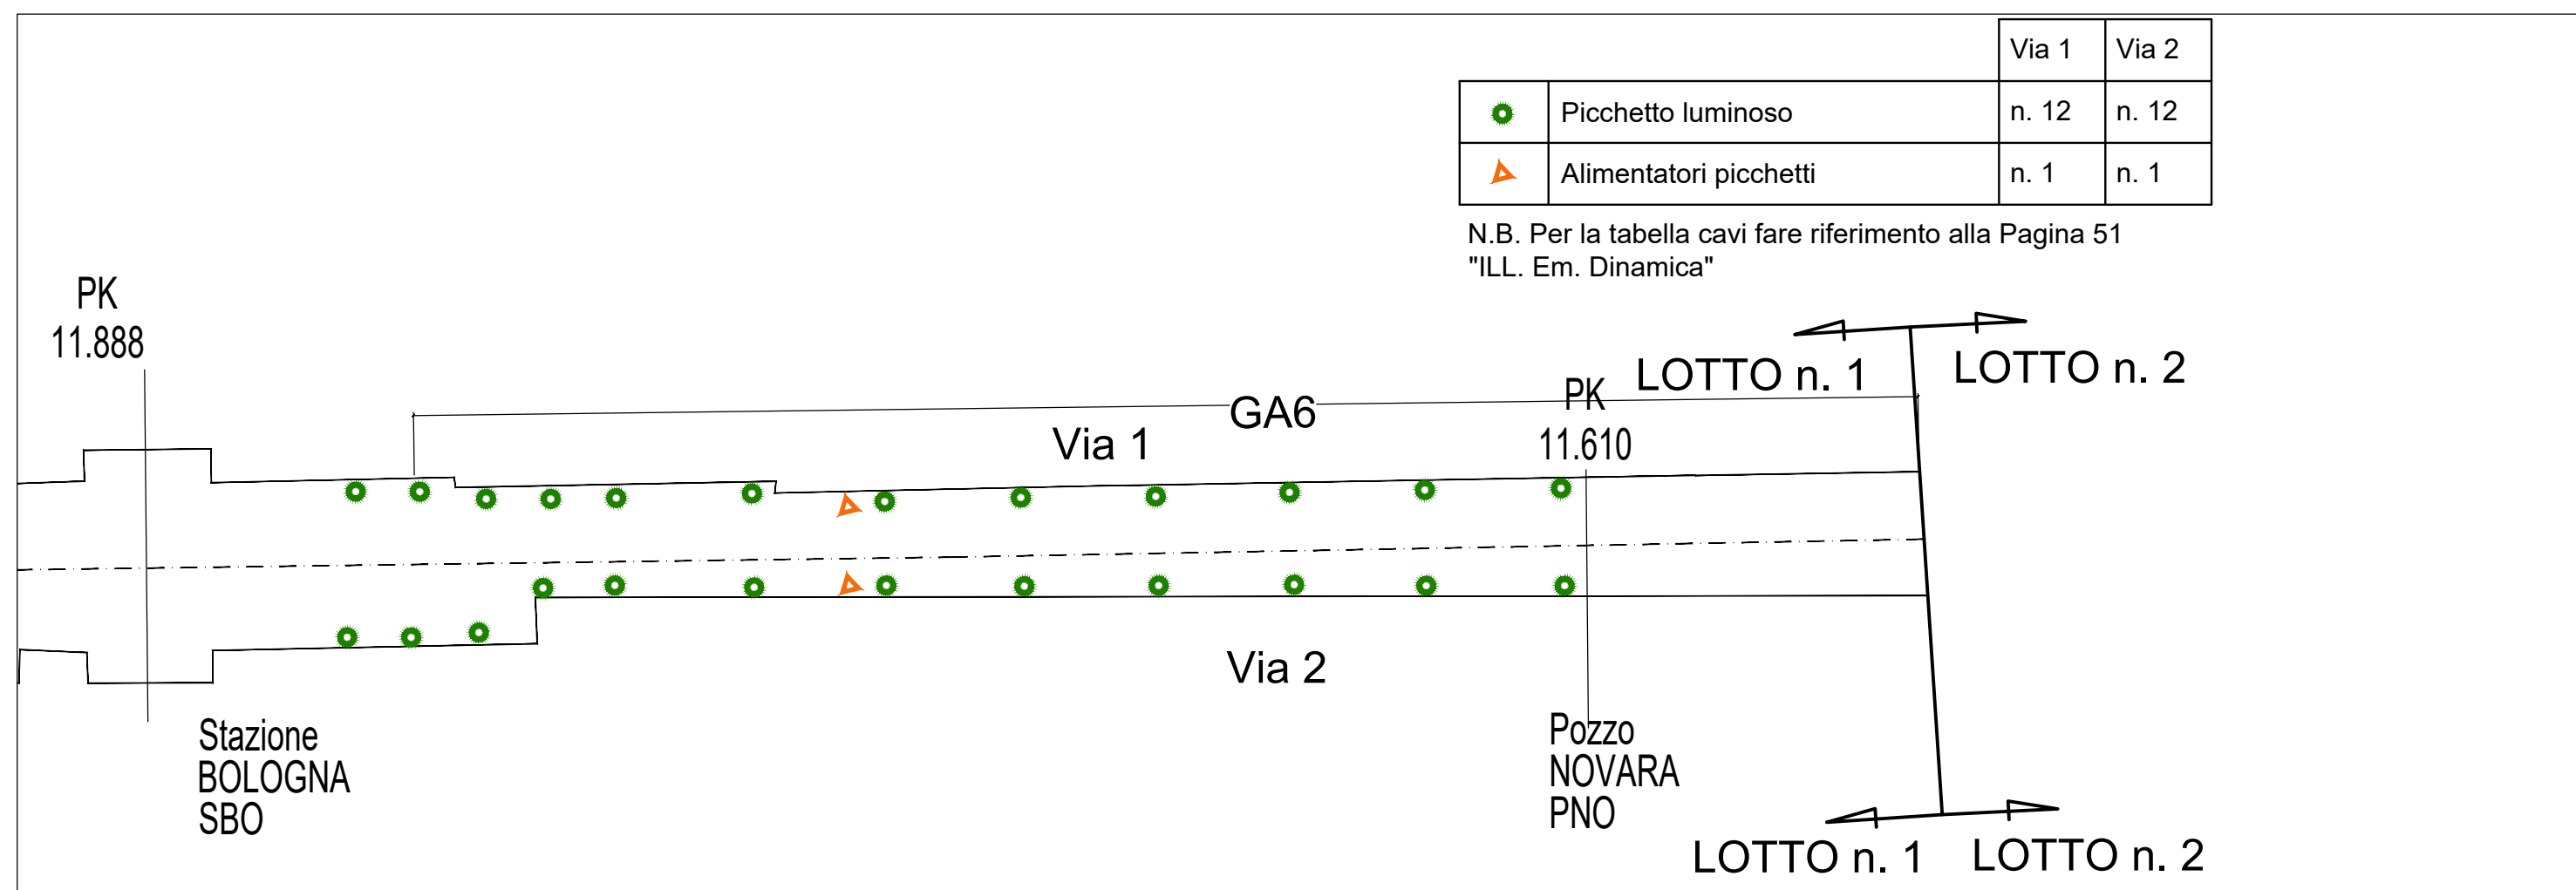 Via 1 Via 2
Picchetto luminoso n. 12 n. 12
Alimentatori picchetti n. 1 n. 1
N.B. Per la tabella cavi fare riferimento alla Pagina 51
"ILL. Em. Dinamica"
PK
11.888
LOTTO n. 1
LOTTO n. 2
GA6
PK
11.610
Via 1
Via 2
Stazione
BOLOGNA
SBO
Pozzo
NOVARA
PNO
LOTTO n. 1
LOTTO n. 2